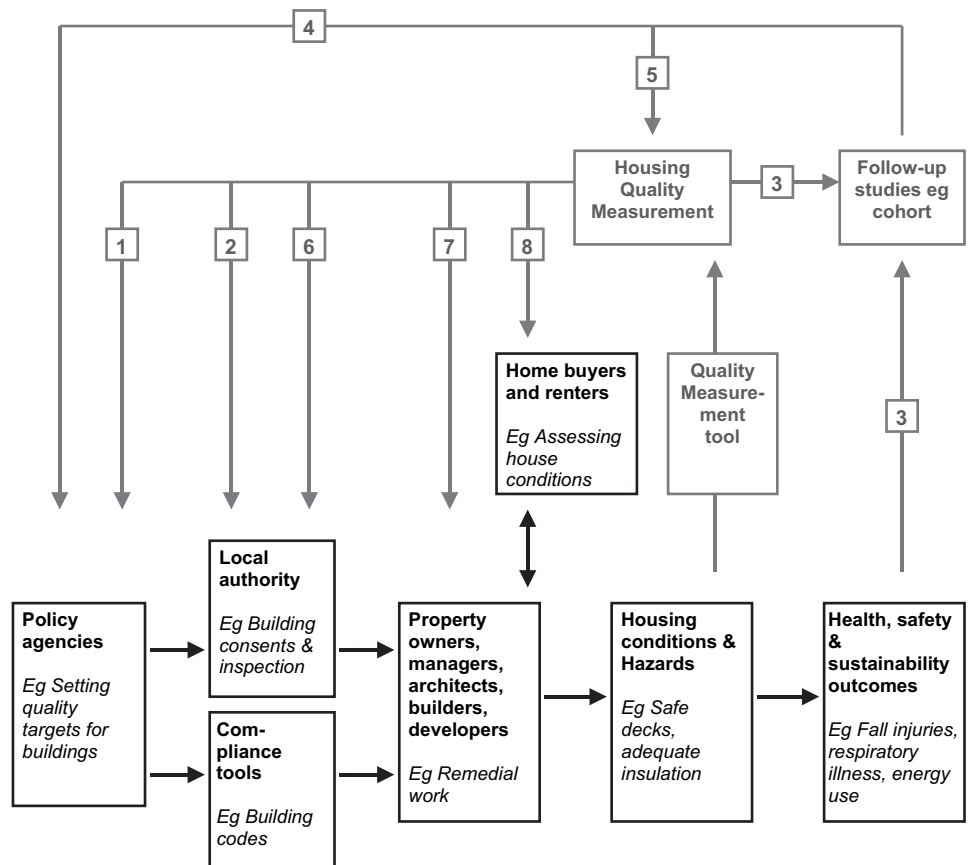 4
5
Housing
Quality
Measurement
3
Follow-up
studies eg
cohort
1
2
6
7
8
Home buyers
and renters
Eg Assessing
house
conditions
Quality
Measure-
ment
tool
3
Local
authority
Eg Building
consents &
inspection
Policy
agencies
Eg Setting
quality
targets for
buildings
Com-
pliance
tools
Eg Building
codes
Property
owners,
managers,
architects,
builders,
developers
Eg Remedial
work
Housing
conditions &
Hazards
Eg Safe
decks,
adequate
insulation
Health, safety
&
sustainability
outcomes
Eg Fall injuries,
respiratory
illness, energy
use